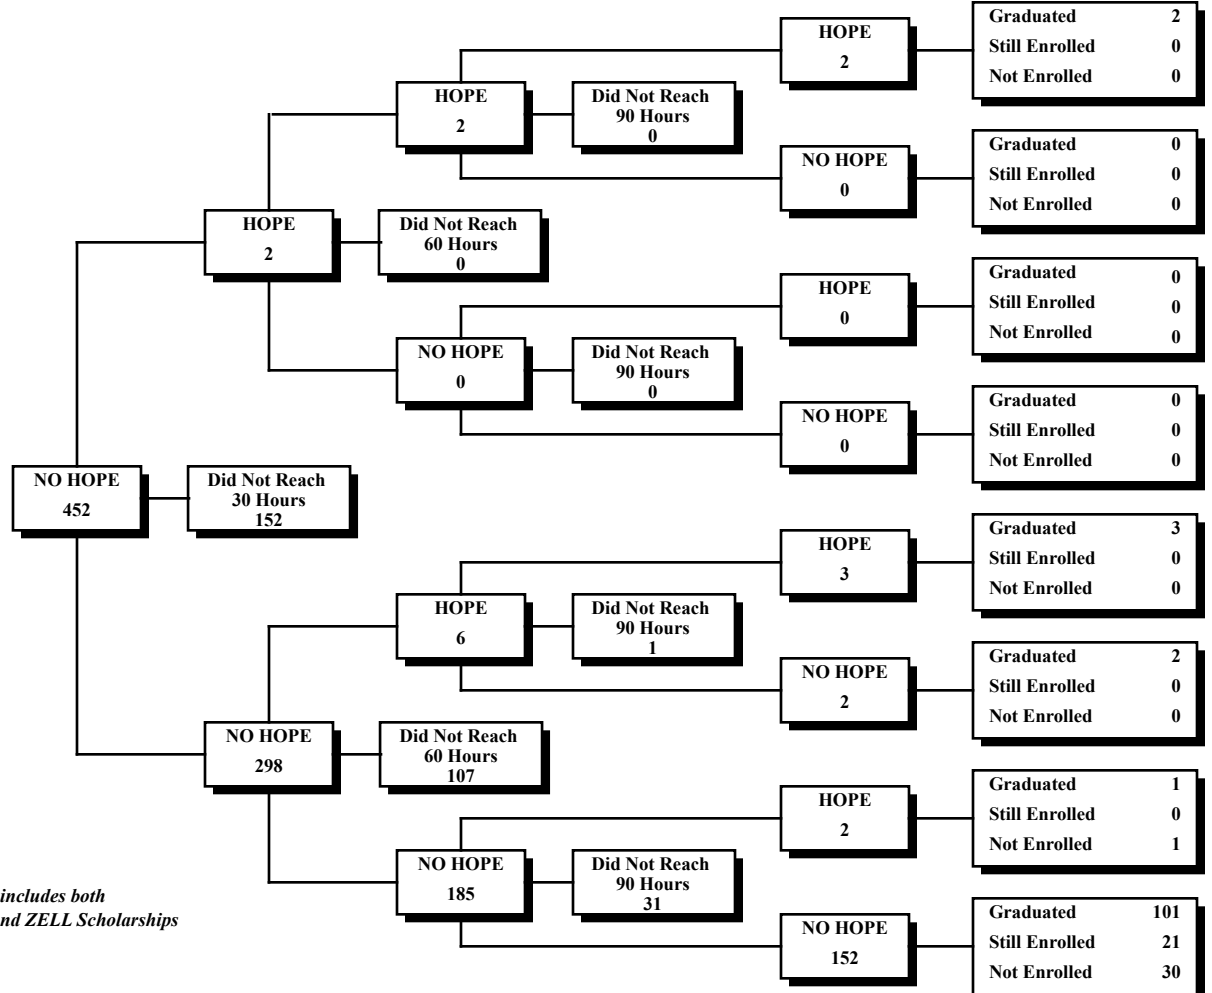 HOPE
2
Graduated 2
Still Enrolled 0
Not Enrolled 0
HOPE
2
Did Not Reach
90 Hours
0
NO HOPE
0
Graduated 0
Still Enrolled 0
Not Enrolled 0
HOPE
2
Did Not Reach
60 Hours
0
HOPE
0
Graduated 0
Still Enrolled 0
Not Enrolled 0
NO HOPE
0
Did Not Reach
90 Hours
0
NO HOPE
0
Graduated 0
Still Enrolled 0
Not Enrolled 0
NO HOPE
452
Did Not Reach
30 Hours
152
HOPE
3
Graduated 3
Still Enrolled 0
Not Enrolled 0
HOPE
6
Did Not Reach
90 Hours
1
NO HOPE
2
Graduated 2
Still Enrolled 0
Not Enrolled 0
NO HOPE
298
Did Not Reach
60 Hours
107
HOPE
2
Graduated 1
Still Enrolled 0
Not Enrolled 1
NO HOPE
185
Did Not Reach
90 Hours
31
NO HOPE
152
Graduated 101
Still Enrolled 21
Not Enrolled 30
includes both
nd ZELL Scholarships